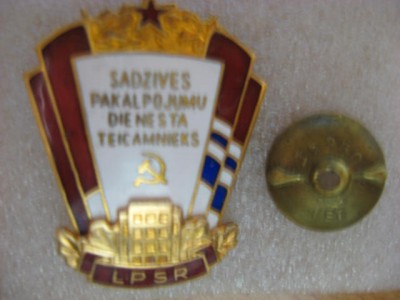 SADZĪVES
PAKALPOJUMU
DIENESTA
TEICAMNIEKS
LPSR